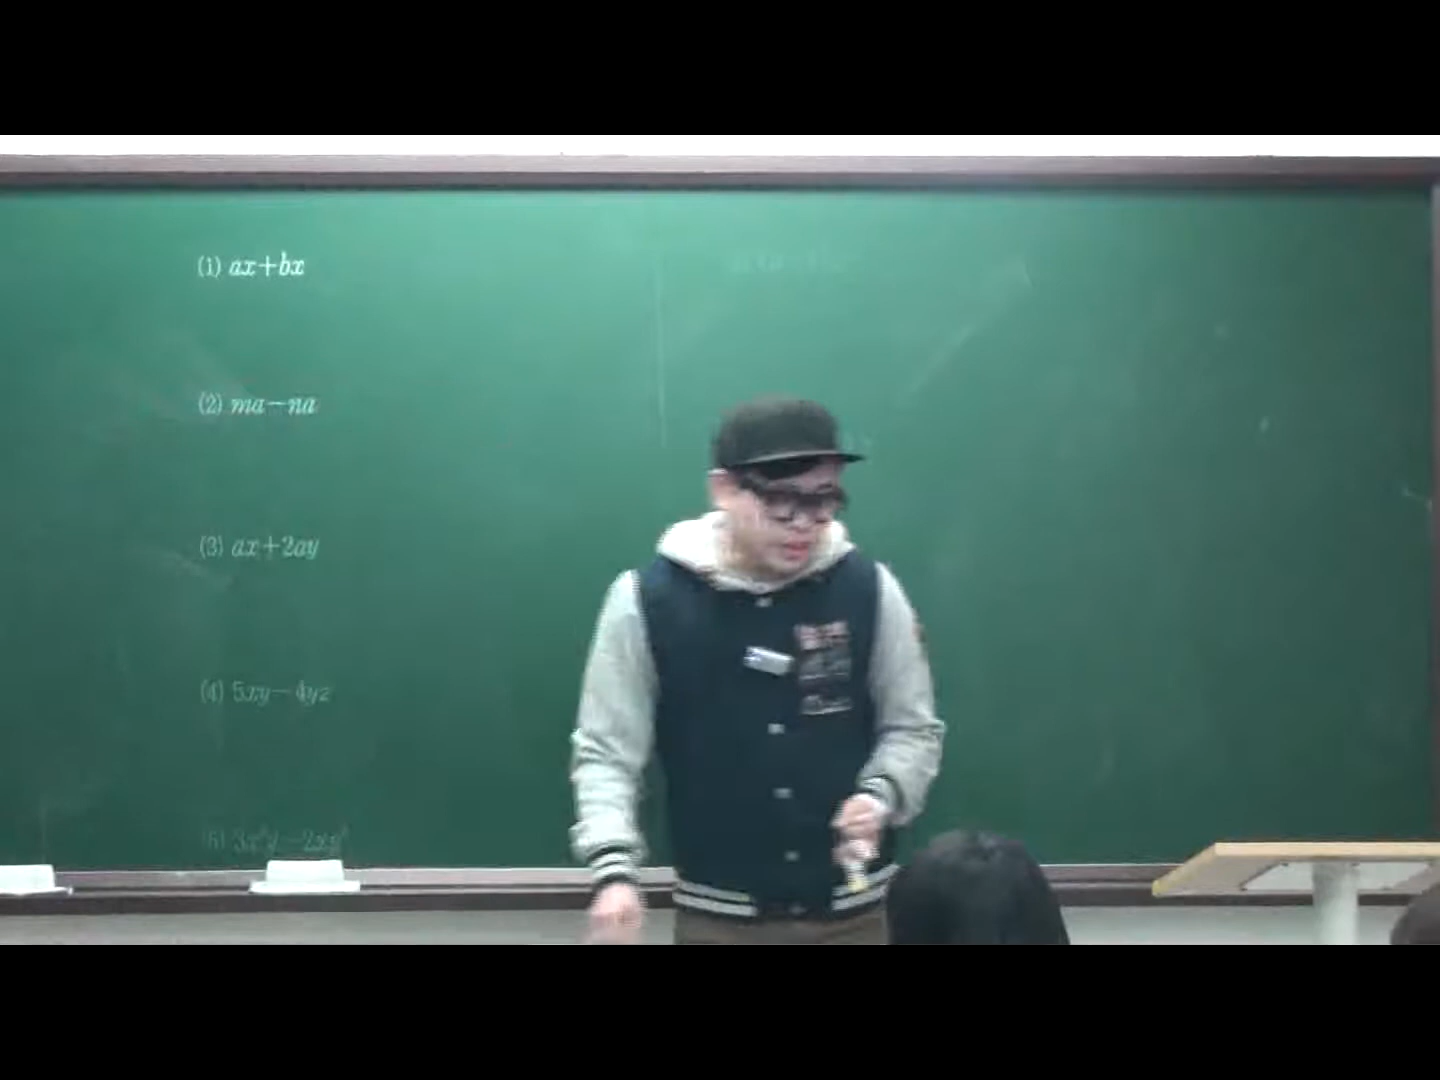 (1) ax+bx
(2) ma−na
(3) ax+2ay
(4) 5xy−4yz